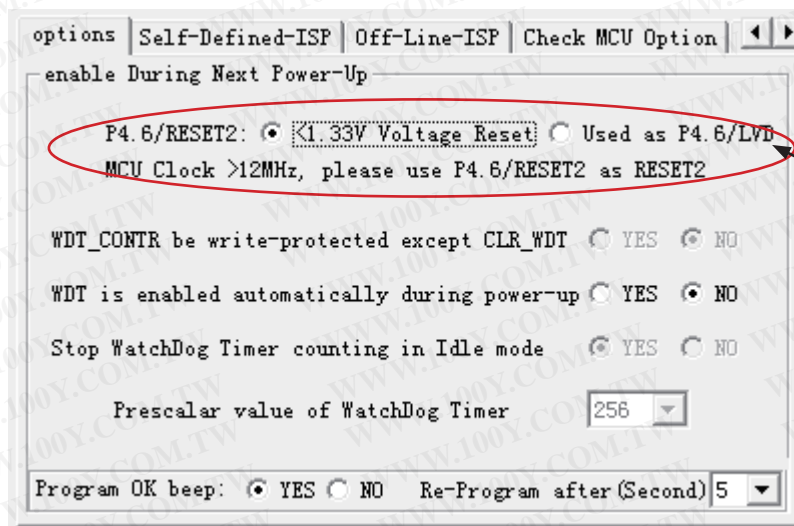 options Self-Defined-ISP Off-Line-ISP Check MCU Option
enable During Next Power-Up
P4.6/RESET2: <1.33V Voltage Reset Used as P4.6/LVD
MCU Clock >12MHz, please use P4.6/RESET2 as RESET2
WDT_CONTR be write-protected except CLR_WDT YES NO
WDT is enabled automatically during power-up YES NO
Stop WatchDog Timer counting in Idle mode YES NO
Prescalar value of WatchDog Timer 256
Program OK beep: YES NO Re-Program after(Second) 5
WWW.100Y.COM.TW